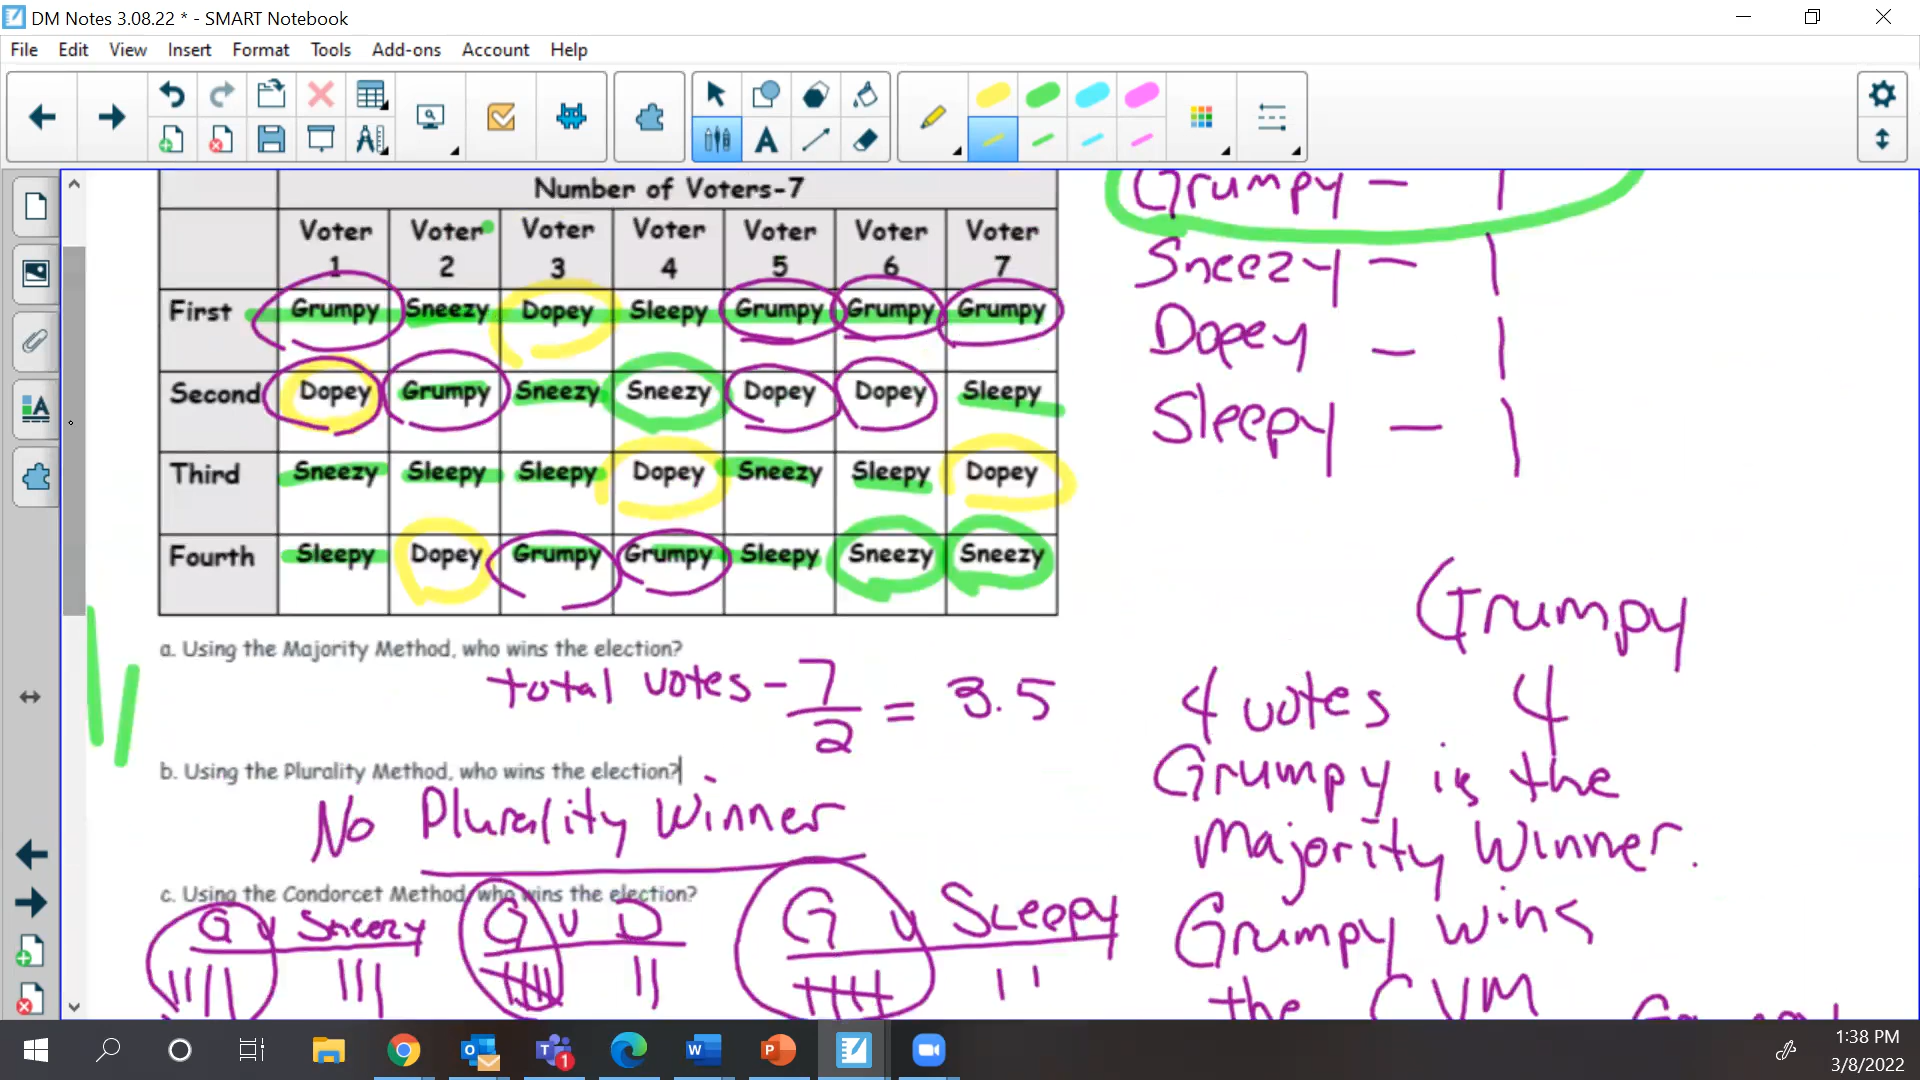 DM Notes 3.08.22 * - SMART Notebook
File Edit View Insert Format Tools Add-ons Account Help
Number of Voters-7
Voter 1 Voter 2 Voter 3 Voter 4 Voter 5 Voter 6 Voter 7
First Grumpy Sneezy Dopey Sleepy Grumpy Grumpy Grumpy
Second Dopey Grumpy Sneezy Sneezy Dopey Dopey Sleepy
Third Sneezy Sleepy Sleepy Dopey Sneezy Sleepy Dopey
Fourth Sleepy Dopey Grumpy Grumpy Sleepy Sneezy Sneezy
Grumpy - 1
Sneezy - 1
Dopey - 1
Sleepy - 1
a. Using the Majority Method, who wins the election?
total votes - 7/2 = 3.5
b. Using the Plurality Method, who wins the election?
No Plurality Winner
c. Using the Condorcet Method, who wins the election?
G v Sneezy G v D G v Sleepy
Grumpy
4 votes 4
Grumpy is the
Majority Winner.
Grumpy wins
the CVM
1:38 PM
3/8/2022